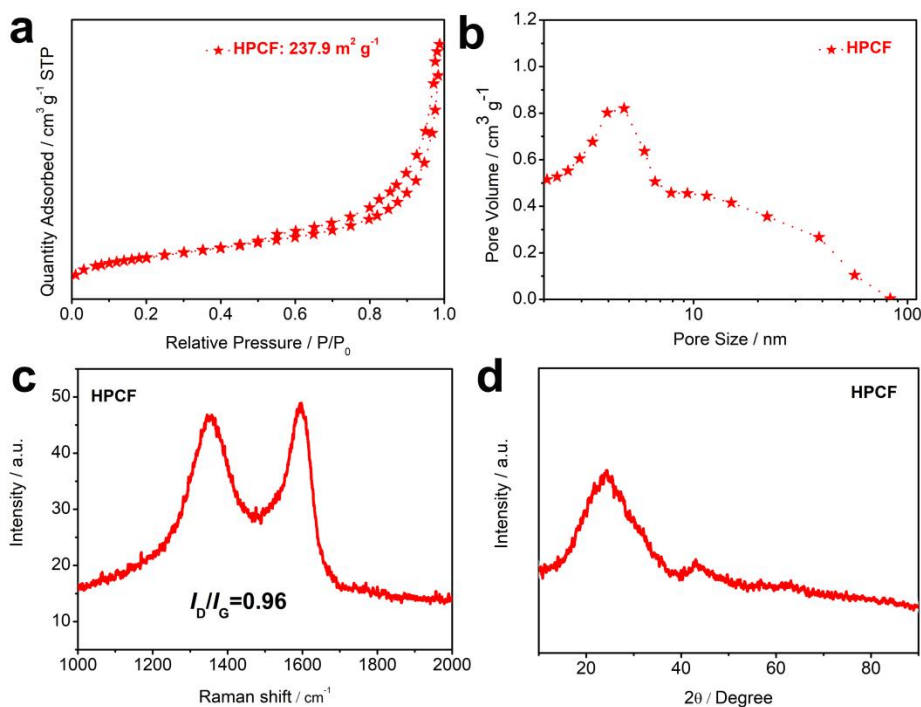 a
HPCF: 237.9 m² g⁻¹
Quantity Adsorbed / cm³ g⁻¹ STP
0.0 0.2 0.4 0.6 0.8 1.0
Relative Pressure / P/P₀
b
HPCF
Pore Volume / cm³ g⁻¹
1.2
1.0
0.8
0.6
0.4
0.2
0.0
10 100
Pore Size / nm
c
HPCF
Intensity / a.u.
50
40
30
20
10
I_D/I_G=0.96
1000 1200 1400 1600 1800 2000
Raman shift / cm⁻¹
d
HPCF
Intensity / a.u.
20 40 60 80
2θ / Degree